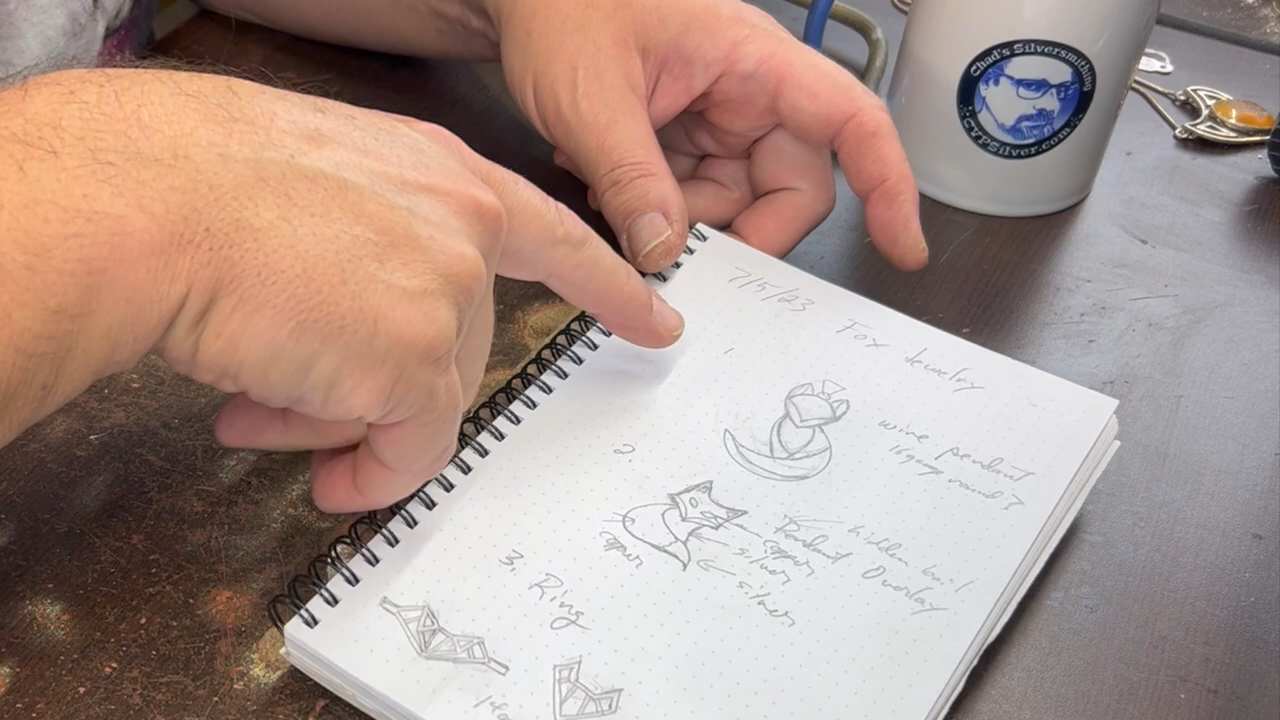 Chad's Silversmithing
CVPSilver.com
7/5/23
Fox Jewelry
1.
wire pendant
16 gauge round?
2.
hidden bail
Pendant Overlay
copper
silver
silver
copper
3. Ring